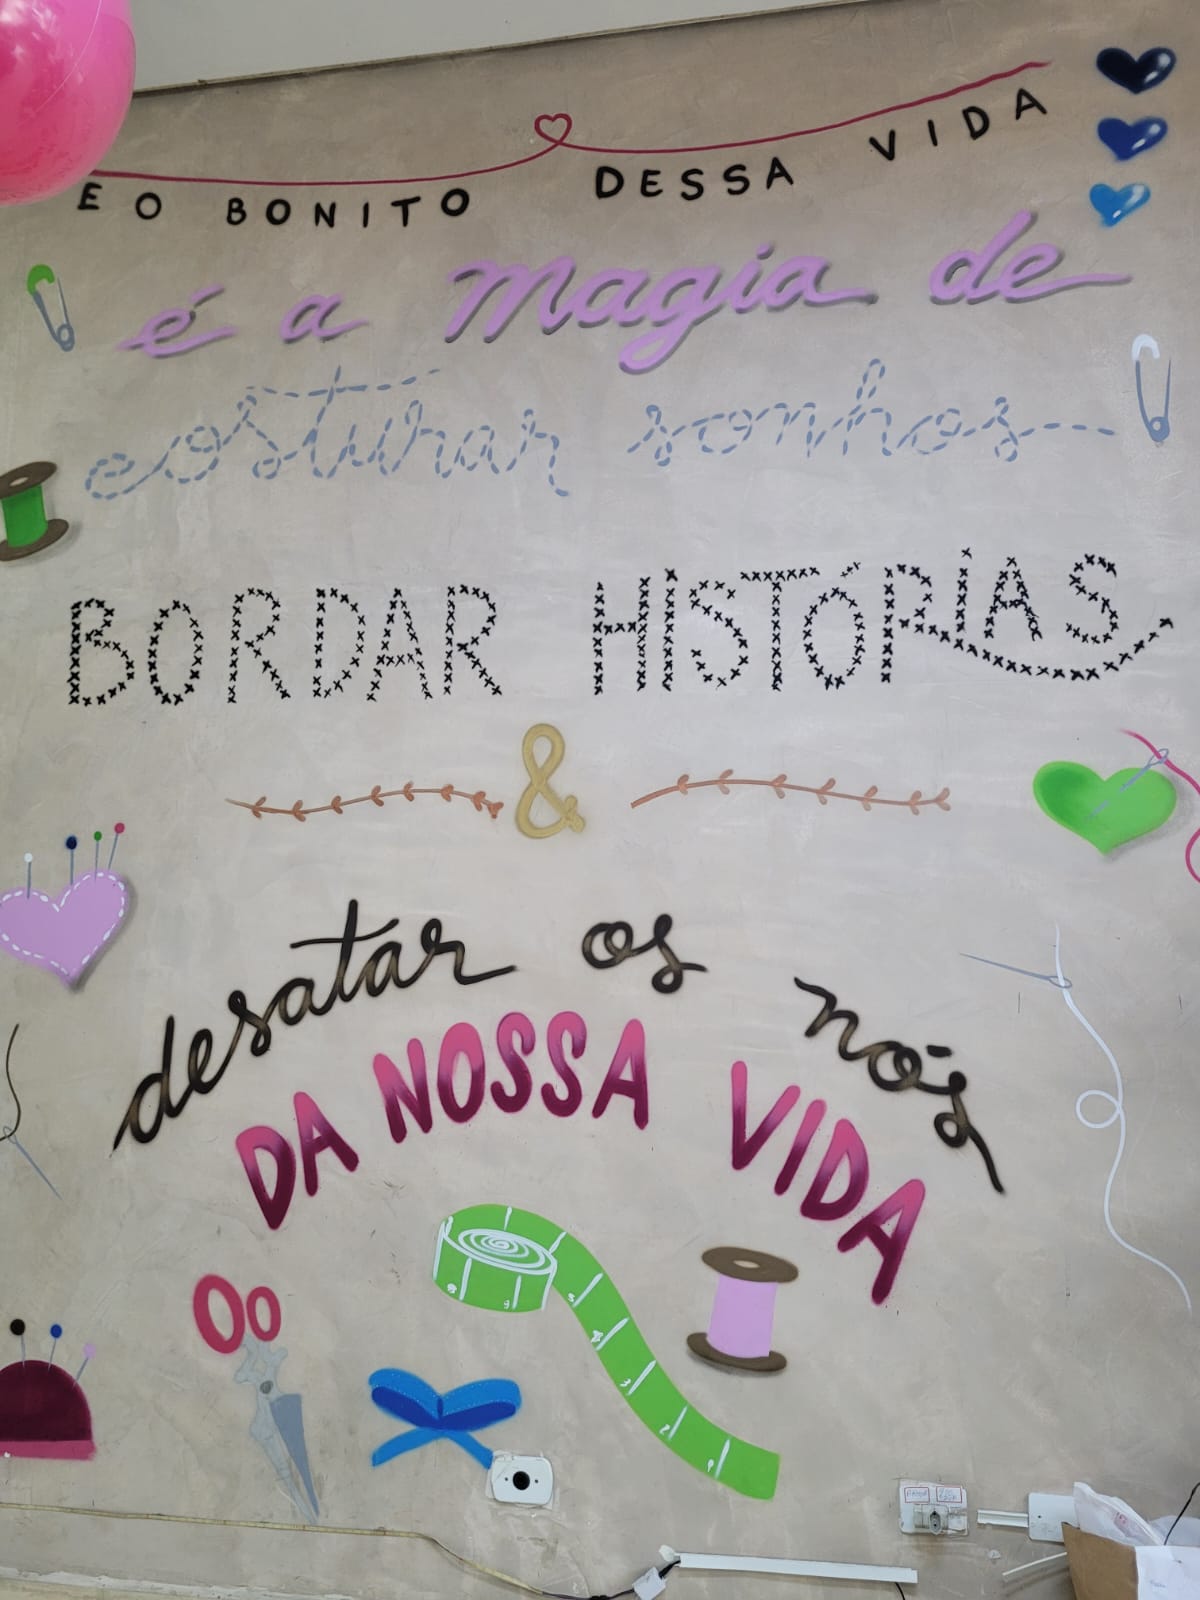 E O BONITO DESSA VIDA
é a magia de
costurar sonhos
BORDAR HISTÓRIAS
&
desatar os nós
DA NOSSA VIDA